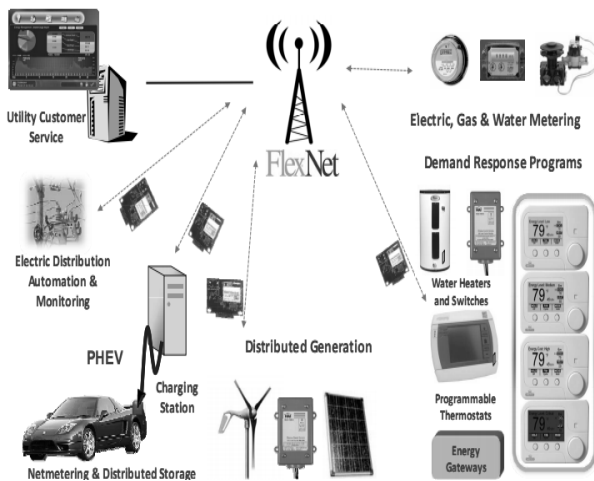 Utility Customer
Service
FlexNet
Electric, Gas & Water Metering
Demand Response Programs
Electric Distribution
Automation &
Monitoring
Water Heaters
and Switches
PHEV
Charging
Station
Distributed Generation
Programmable
Thermostats
Energy
Gateways
Netmetering & Distributed Storage
79
79
79
79